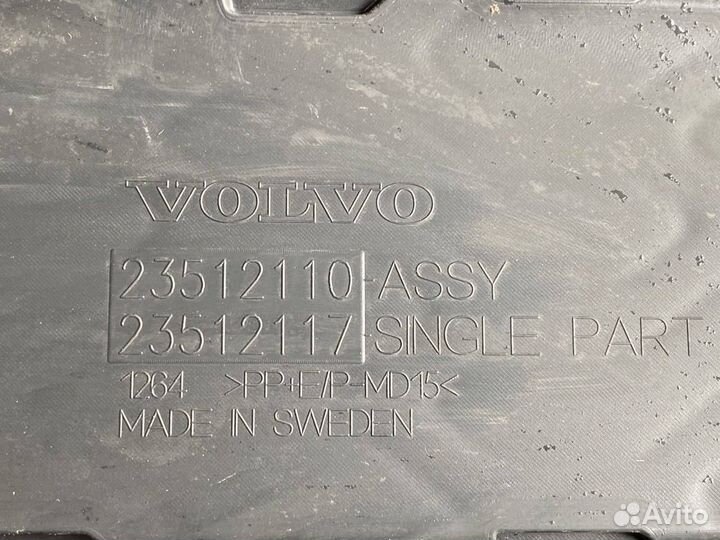 VOLVO
23512110-ASSY
23512117-SINGLE PART
1264 >PP+E/P-MD15<
MADE IN SWEDEN
Avito